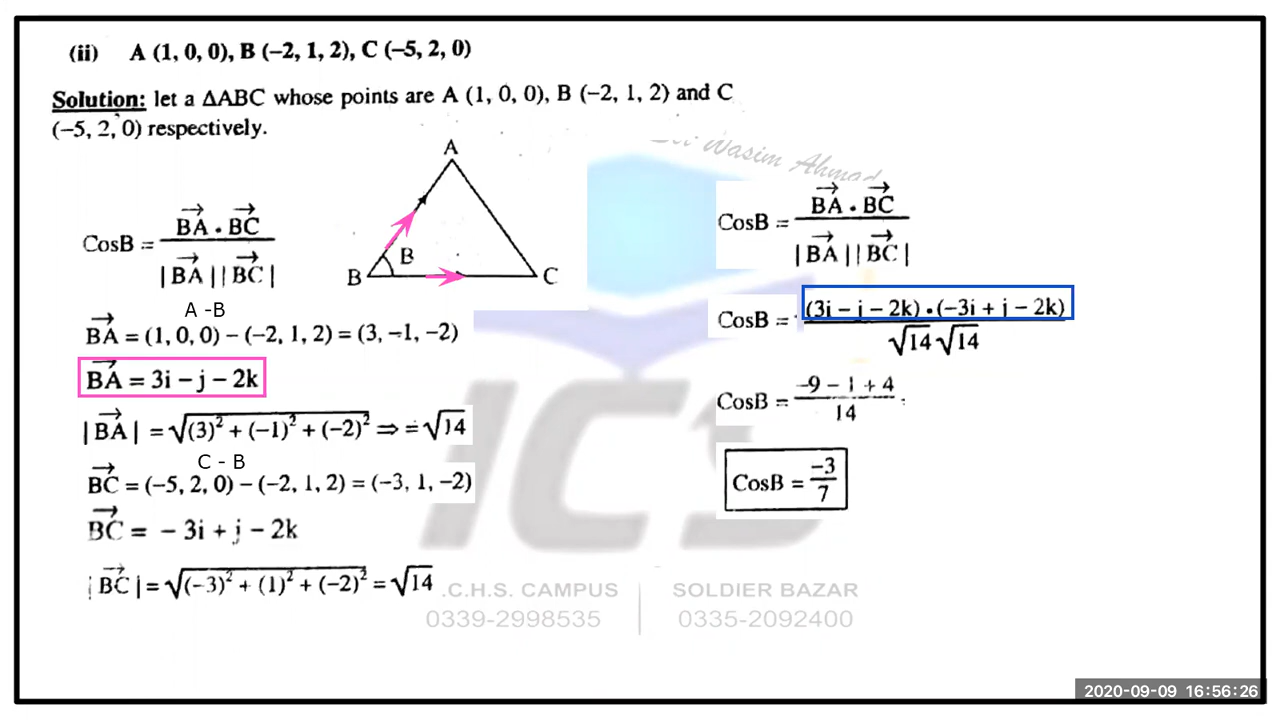 (ii) A (1, 0, 0), B (–2, 1, 2), C (–5, 2, 0)
Solution: let a ΔABC whose points are A (1, 0, 0), B (–2, 1, 2) and C
(–5, 2, 0) respectively.
A
B
B
C
CosB = BA→ . BC→ / |BA→||BC→|
A -B
BA→ = (1, 0, 0) – (–2, 1, 2) = (3, –1, –2)
BA→ = 3i – j – 2k
|BA→| = √(3)² + (–1)² + (–2)² ⇒ = √14
C - B
BC→ = (–5, 2, 0) – (–2, 1, 2) = (–3, 1, –2)
BC→ = – 3i + j – 2k
|BC→| = √(–3)² + (1)² + (–2)² = √14
Wasim Ahmad
CosB = BA→ . BC→ / |BA→||BC→|
CosB = (3i – j – 2k) . (–3i + j – 2k) / √14 √14
CosB = –9 – 1 + 4 / 14
CosB = –3 / 7
ICS
.C.H.S. CAMPUS
0339-2998535
SOLDIER BAZAR
0335-2092400
2020-09-09 16:56:26